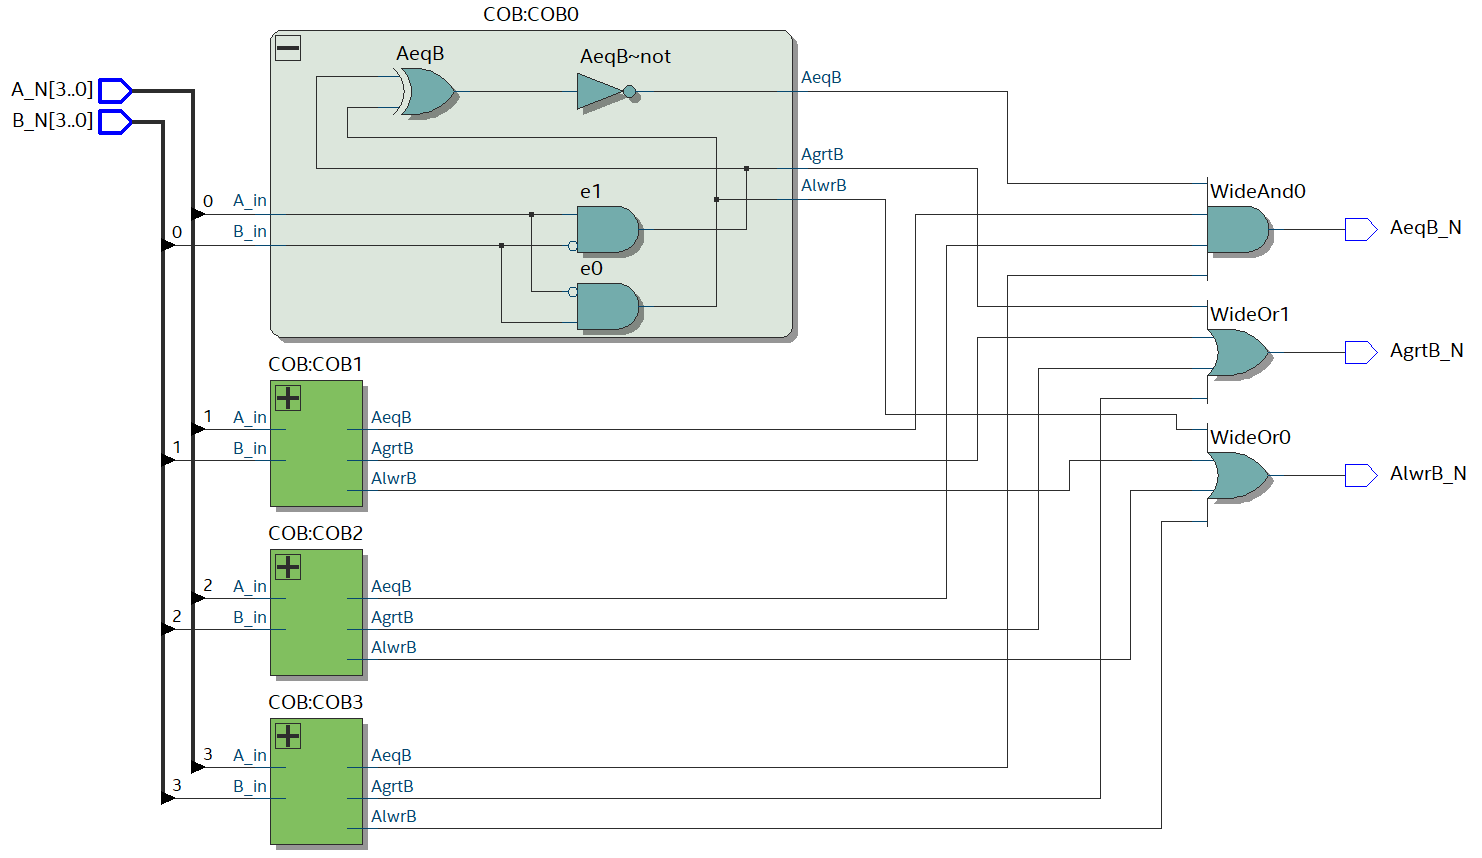 COB:COB0
AeqB
AeqB~not
AeqB
A_N[3..0]
B_N[3..0]
AgrtB
AlwrB
0
A_in
e1
WideAnd0
0
B_in
AeqB_N
e0
WideOr1
AgrtB_N
COB:COB1
1
A_in
AeqB
1
B_in
AgrtB
WideOr0
AlwrB
AlwrB_N
COB:COB2
2
A_in
AeqB
2
B_in
AgrtB
AlwrB
COB:COB3
3
A_in
AeqB
3
B_in
AgrtB
AlwrB